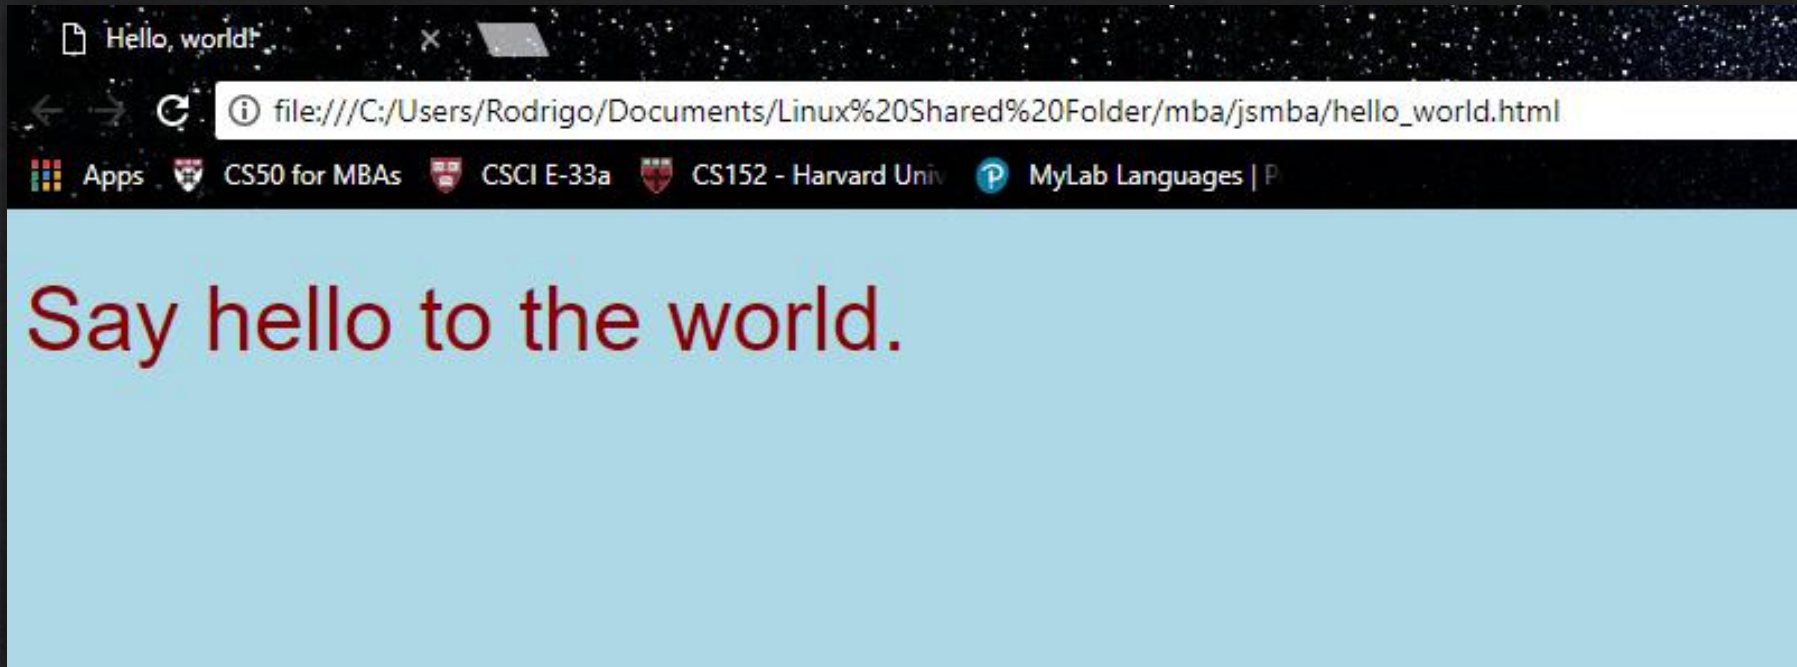 Hello, world!
file:///C:/Users/Rodrigo/Documents/Linux%20Shared%20Folder/mba/jsmba/hello_world.html
Apps CS50 for MBAs CSCI E-33a CS152 - Harvard Univ MyLab Languages | P
Say hello to the world.